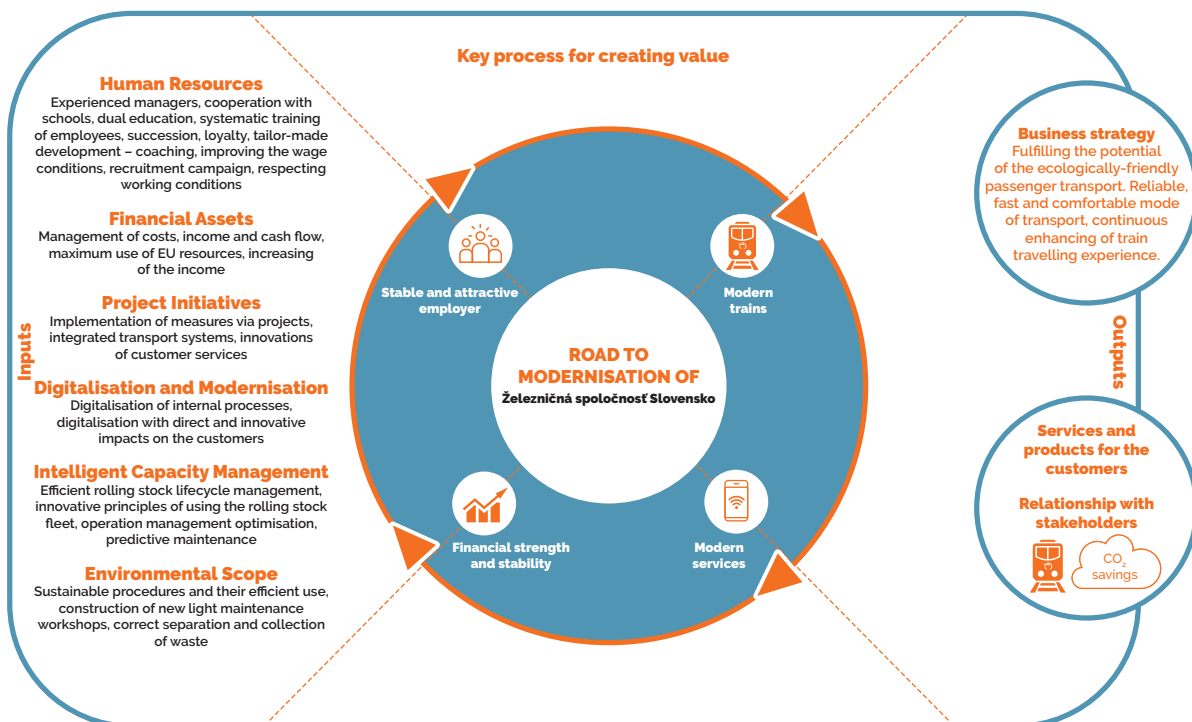 Key process for creating value
Inputs
Human Resources
Experienced managers, cooperation with
schools, dual education, systematic training
of employees, succession, loyalty, tailor-made
development – coaching, improving the wage
conditions, recruitment campaign, respecting
working conditions
Financial Assets
Management of costs, income and cash flow,
maximum use of EU resources, increasing
of the income
Project Initiatives
Implementation of measures via projects,
integrated transport systems, innovations
of customer services
Digitalisation and Modernisation
Digitalisation of internal processes,
digitalisation with direct and innovative
impacts on the customers
Intelligent Capacity Management
Efficient rolling stock lifecycle management,
innovative principles of using the rolling stock
fleet, operation management optimisation,
predictive maintenance
Environmental Scope
Sustainable procedures and their efficient use,
construction of new light maintenance
workshops, correct separation and collection
of waste
Stable and attractive
employer
Modern
trains
ROAD TO
MODERNISATION OF
Železničná spoločnosť Slovensko
Financial strength
and stability
Modern
services
Outputs
Business strategy
Fulfilling the potential
of the ecologically-friendly
passenger transport. Reliable,
fast and comfortable mode
of transport, continuous
enhancing of train
travelling experience.
Services and
products for the
customers
Relationship with
stakeholders
CO₂
savings